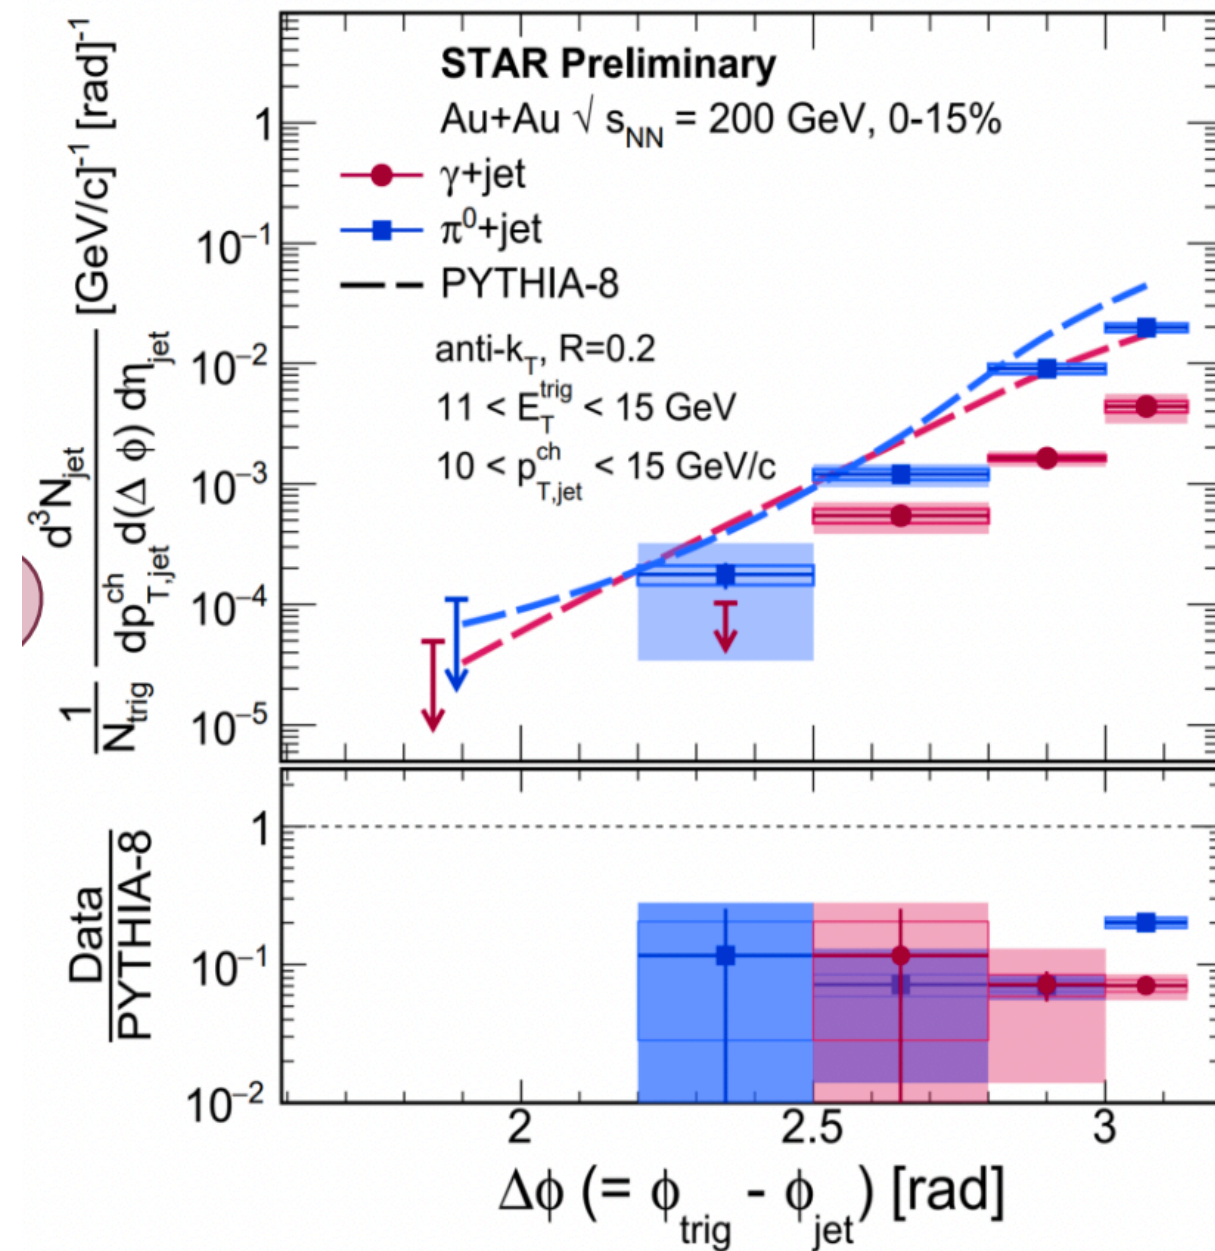 STAR Preliminary
Au+Au √ s_NN = 200 GeV, 0-15%
γ+jet
π⁰+jet
PYTHIA-8
anti-k_T, R=0.2
11 < E_T^trig < 15 GeV
10 < p_T,jet^ch < 15 GeV/c
1
10⁻¹
10⁻²
10⁻³
10⁻⁴
10⁻⁵
1/N_trig d³N_jet/dp_T,jet^ch d(Δ ϕ) dη_jet [GeV/c]⁻¹ [rad]⁻¹
1
10⁻¹
10⁻²
Data
PYTHIA-8
2 2.5 3
Δϕ (= ϕ_trig - ϕ_jet) [rad]